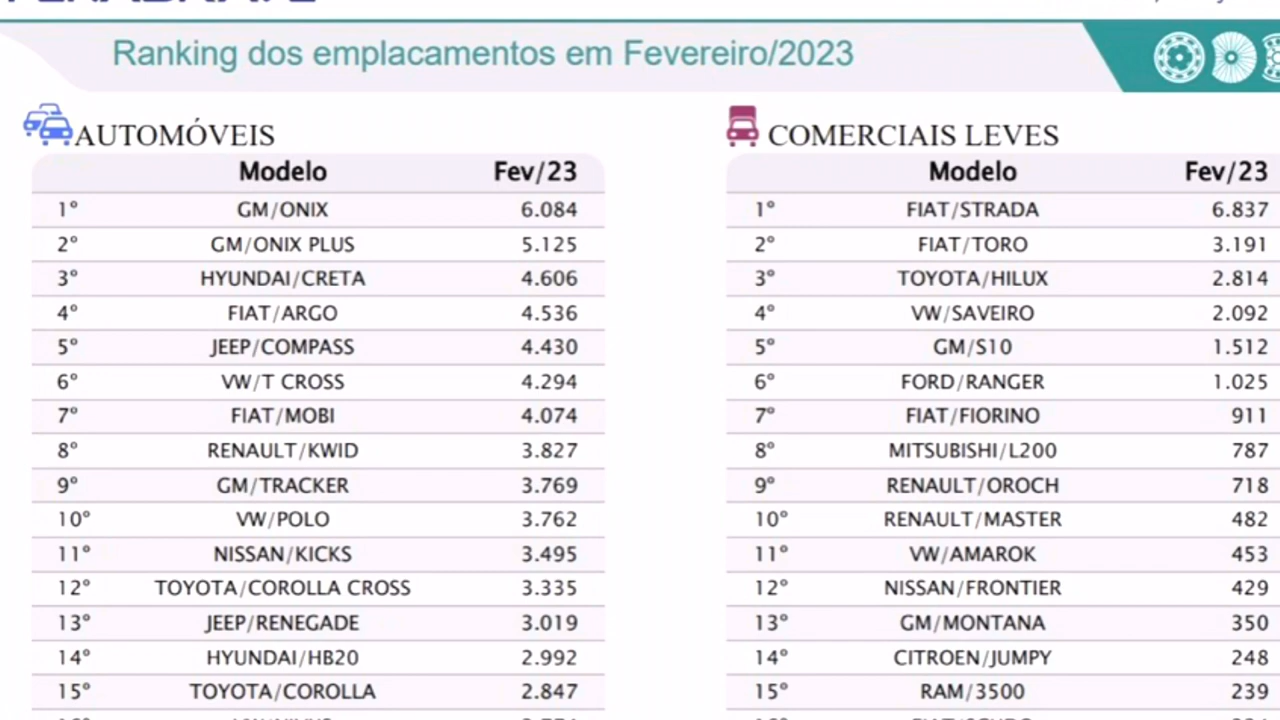 Ranking dos emplacamentos em Fevereiro/2023
AUTOMÓVEIS
Modelo Fev/23
1º GM/ONIX 6.084
2º GM/ONIX PLUS 5.125
3º HYUNDAI/CRETA 4.606
4º FIAT/ARGO 4.536
5º JEEP/COMPASS 4.430
6º VW/T CROSS 4.294
7º FIAT/MOBI 4.074
8º RENAULT/KWID 3.827
9º GM/TRACKER 3.769
10º VW/POLO 3.762
11º NISSAN/KICKS 3.495
12º TOYOTA/COROLLA CROSS 3.335
13º JEEP/RENEGADE 3.019
14º HYUNDAI/HB20 2.992
15º TOYOTA/COROLLA 2.847
COMERCIAIS LEVES
Modelo Fev/23
1º FIAT/STRADA 6.837
2º FIAT/TORO 3.191
3º TOYOTA/HILUX 2.814
4º VW/SAVEIRO 2.092
5º GM/S10 1.512
6º FORD/RANGER 1.025
7º FIAT/FIORINO 911
8º MITSUBISHI/L200 787
9º RENAULT/OROCH 718
10º RENAULT/MASTER 482
11º VW/AMAROK 453
12º NISSAN/FRONTIER 429
13º GM/MONTANA 350
14º CITROEN/JUMPY 248
15º RAM/3500 239